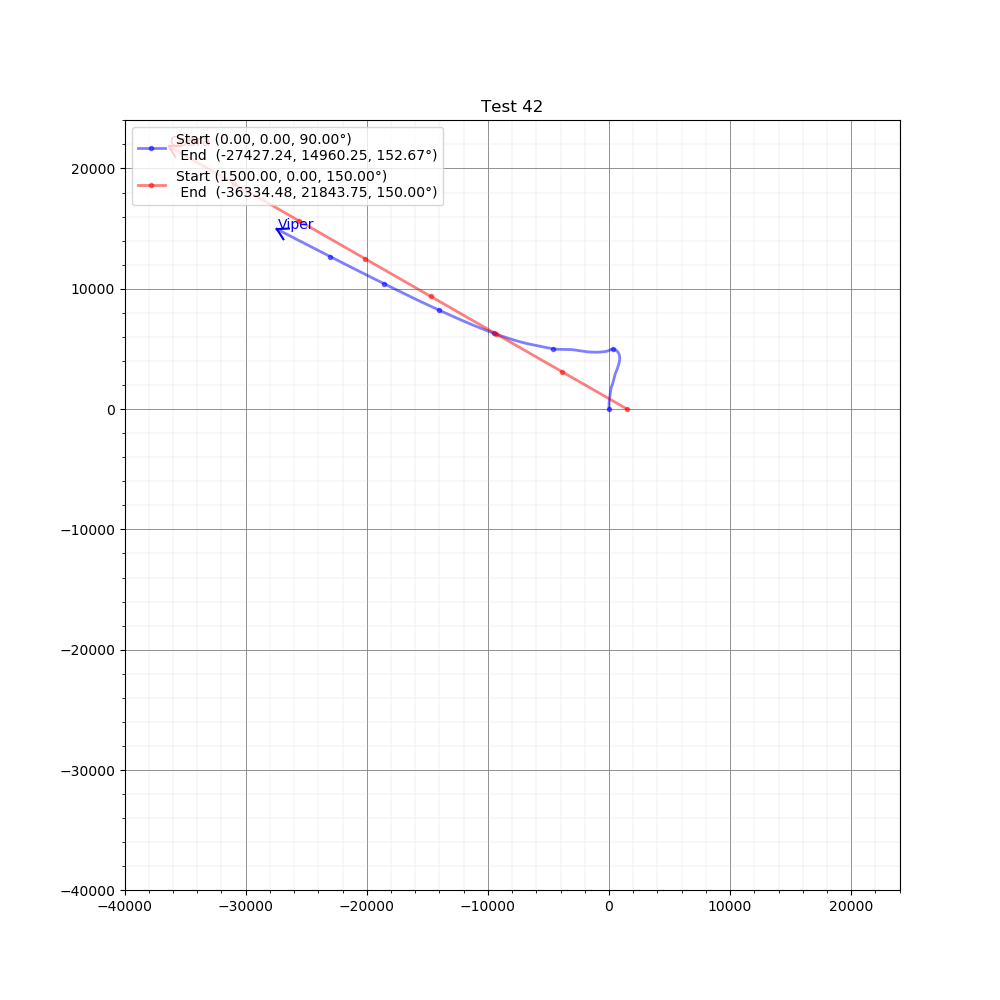 Test 42
Start (0.00, 0.00, 90.00°)
End (-27427.24, 14960.25, 152.67°)
Start (1500.00, 0.00, 150.00°)
End (-36334.48, 21843.75, 150.00°)
Viper
20000
10000
0
−10000
−20000
−30000
−40000
−40000 −30000 −20000 −10000 0 10000 20000